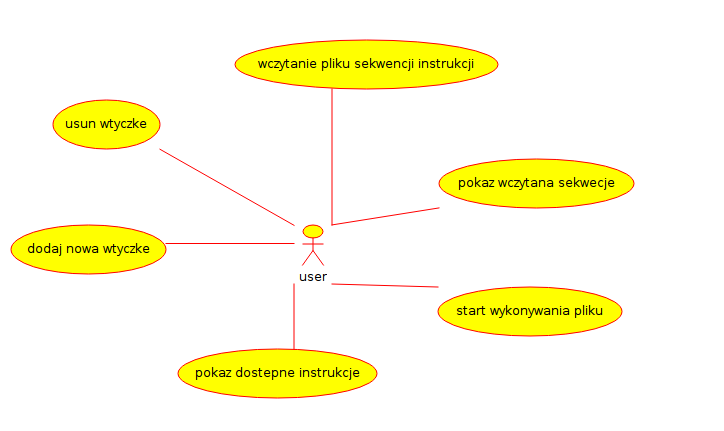 wczytanie pliku sekwencji instrukcji
usun wtyczke
pokaz wczytana sekwecje
dodaj nowa wtyczke
user
start wykonywania pliku
pokaz dostepne instrukcje